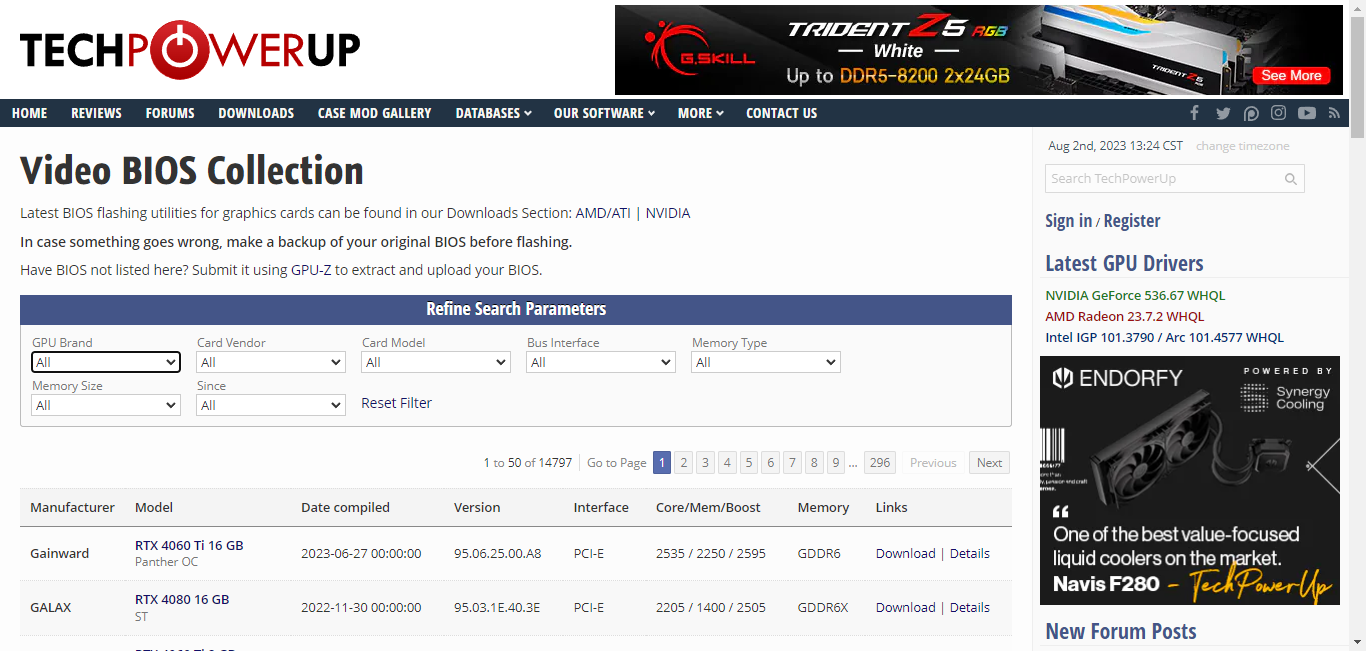 TECHPOWERUP
G.SKILL
TRIDENT Z5 RGB
White
Up to DDR5-8200 2x24GB
TRIDENT Z5
See More
HOME REVIEWS FORUMS DOWNLOADS CASE MOD GALLERY DATABASES OUR SOFTWARE MORE CONTACT US
Video BIOS Collection
Latest BIOS flashing utilities for graphics cards can be found in our Downloads Section: AMD/ATI | NVIDIA
In case something goes wrong, make a backup of your original BIOS before flashing.
Have BIOS not listed here? Submit it using GPU-Z to extract and upload your BIOS.
Refine Search Parameters
GPU Brand Card Vendor Card Model Bus Interface Memory Type
All All All All All
Memory Size Since
All All Reset Filter
1 to 50 of 14797 Go to Page 1 2 3 4 5 6 7 8 9 ... 296 Previous Next
Manufacturer Model Date compiled Version Interface Core/Mem/Boost Memory Links
Gainward RTX 4060 Ti 16 GB 2023-06-27 00:00:00 95.06.25.00.A8 PCI-E 2535 / 2250 / 2595 GDDR6 Download | Details
Panther OC
GALAX RTX 4080 16 GB 2022-11-30 00:00:00 95.03.1E.40.3E PCI-E 2205 / 1400 / 2505 GDDR6X Download | Details
ST
Aug 2nd, 2023 13:24 CST change timezone
Search TechPowerUp
Sign in / Register
Latest GPU Drivers
NVIDIA GeForce 536.67 WHQL
AMD Radeon 23.7.2 WHQL
Intel IGP 101.3790 / Arc 101.4577 WHQL
ENDORFY
POWERED BY
Synergy
Cooling
One of the best value-focused
liquid coolers on the market.
Navis F280 – TechPowerUp
New Forum Posts